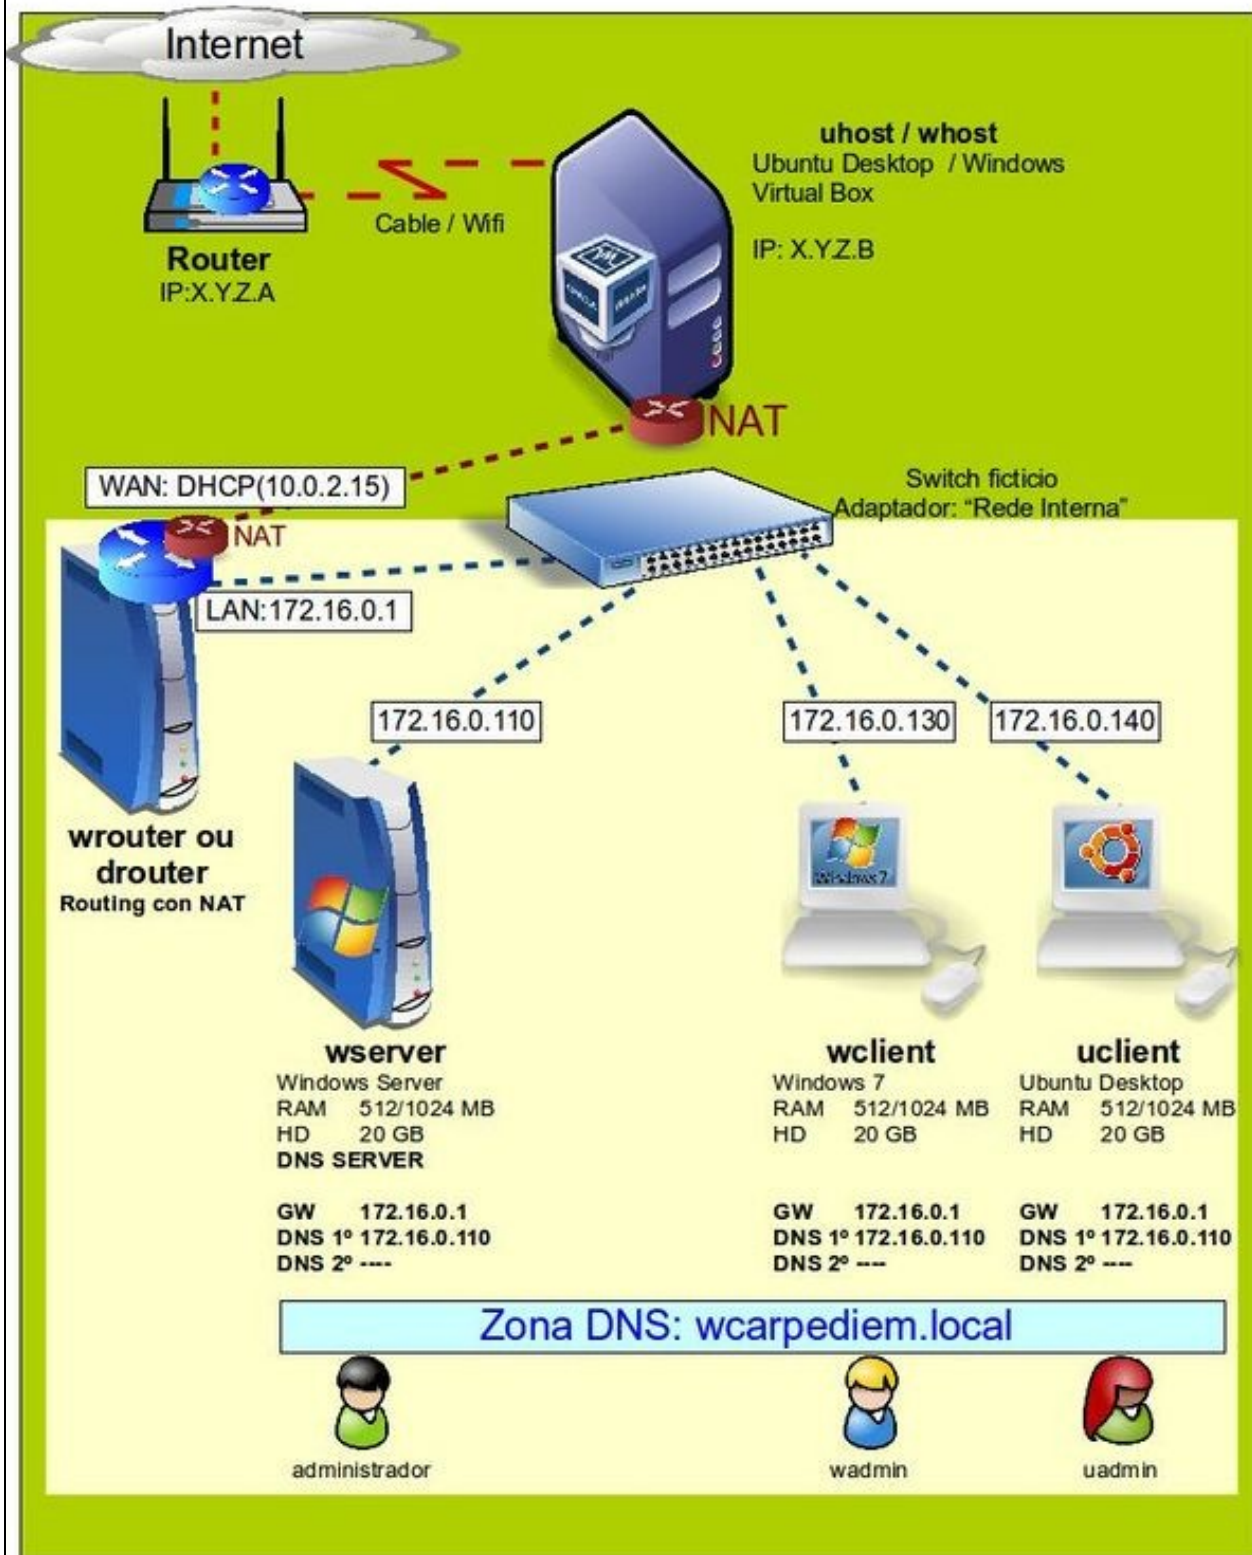 Internet
uhost / whost
Ubuntu Desktop / Windows
Virtual Box
IP: X.Y.Z.B
Cable / Wifi
Router
IP:X.Y.Z.A
NAT
WAN: DHCP(10.0.2.15)
Switch ficticio
Adaptador: “Rede Interna”
NAT
LAN:172.16.0.1
172.16.0.110
172.16.0.130
172.16.0.140
wrouter ou
drouter
Routing con NAT
Windows 7
wserver
Windows Server
RAM 512/1024 MB
HD 20 GB
DNS SERVER
GW 172.16.0.1
DNS 1º 172.16.0.110
DNS 2º ----
wclient
Windows 7
RAM 512/1024 MB
HD 20 GB
GW 172.16.0.1
DNS 1º 172.16.0.110
DNS 2º ----
uclient
Ubuntu Desktop
RAM 512/1024 MB
HD 20 GB
GW 172.16.0.1
DNS 1º 172.16.0.110
DNS 2º ----
Zona DNS: wcarpediem.local
administrador
wadmin
uadmin